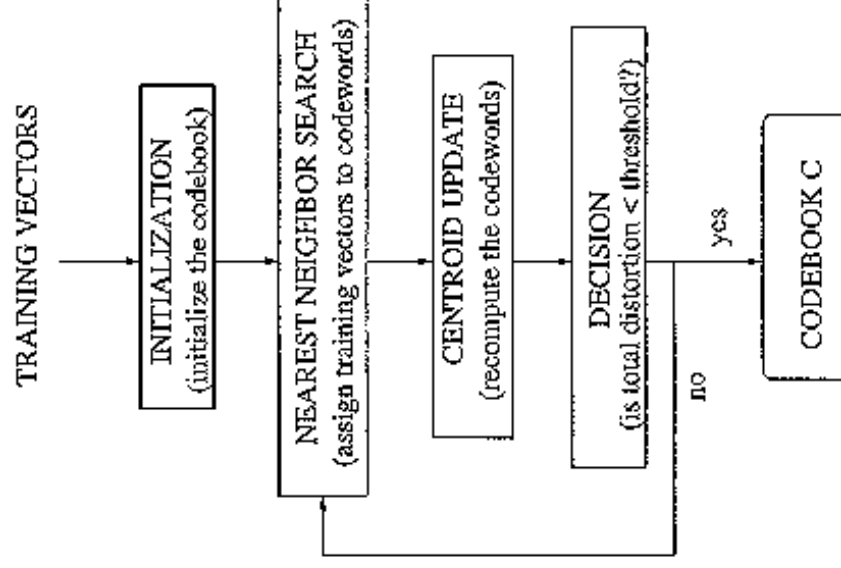 TRAINING VECTORS
INITIALIZATION
(initialize the codebook)
NEAREST NEIGHBOR SEARCH
(assign training vectors to codewords)
CENTROID UPDATE
(recompute the codewords)
DECISION
(is total distortion < threshold?)
no
yes
CODEBOOK C